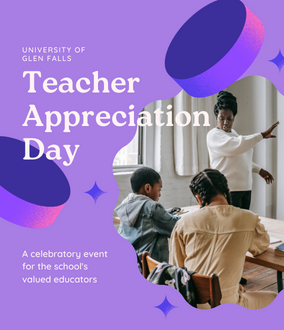 UNIVERSITY OF
GLEN FALLS
Teacher
Appreciation
Day
A celebratory event
for the school's
valued educators